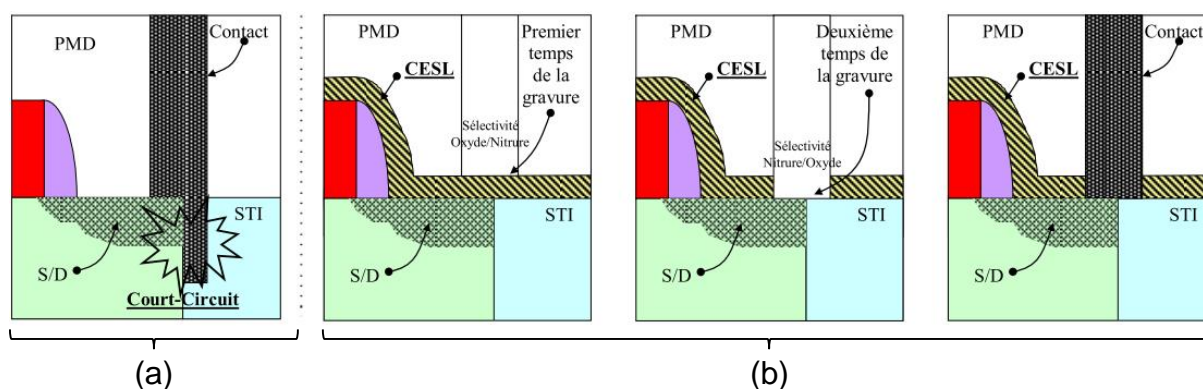 PMD
Contact
STI
S/D
Court-Circuit
(a)
PMD
CESL
Premier
temps
de la
gravure
Sélectivité
Oxyde/Nitrure
STI
S/D
PMD
CESL
Deuxième
temps de
la gravure
Sélectivité
Nitrure/Oxyde
STI
S/D
PMD
Contact
CESL
STI
S/D
(b)